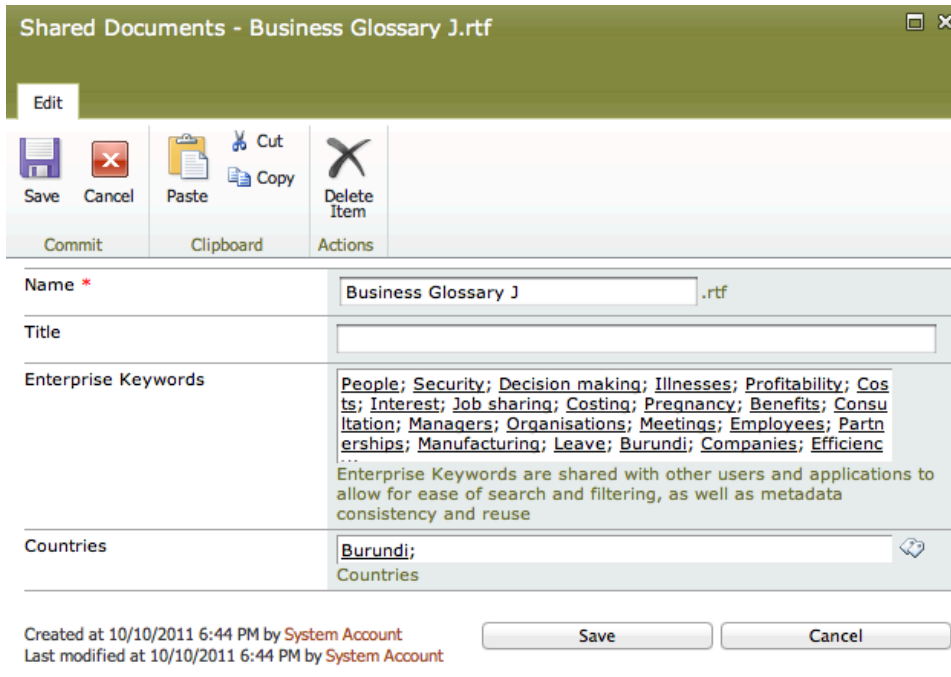 Shared Documents - Business Glossary J.rtf
Edit
Save
Cancel
Paste
Cut
Copy
Delete
Item
Commit
Clipboard
Actions
Name *
Business Glossary J
.rtf
Title
Enterprise Keywords
People; Security; Decision making; Illnesses; Profitability; Cos
ts; Interest; Job sharing; Costing; Pregnancy; Benefits; Consu
ltation; Managers; Organisations; Meetings; Employees; Partn
erships; Manufacturing; Leave; Burundi; Companies; Efficienc
Enterprise Keywords are shared with other users and applications to
allow for ease of search and filtering, as well as metadata
consistency and reuse
Countries
Burundi;
Countries
Created at 10/10/2011 6:44 PM by System Account
Last modified at 10/10/2011 6:44 PM by System Account
Save
Cancel